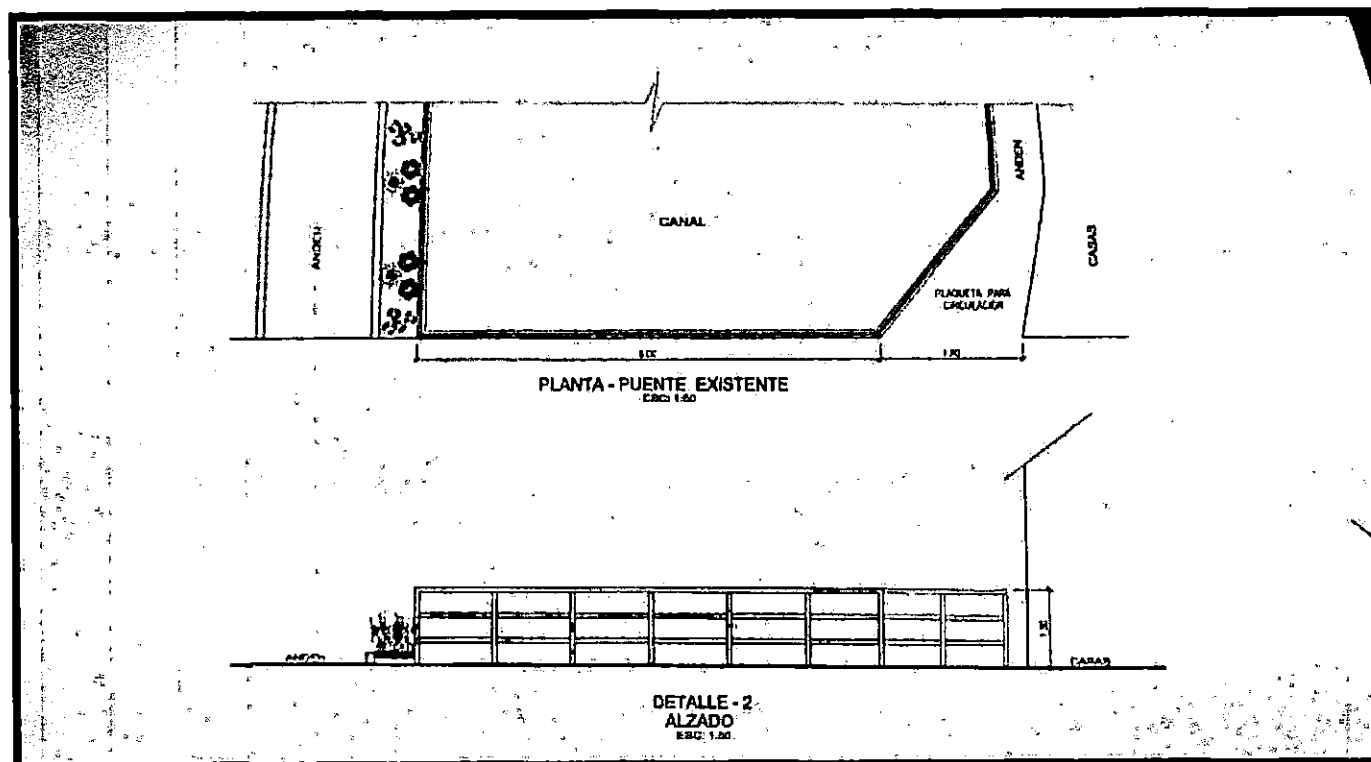 ANDEN
CANAL
ANDEN
CASAS
PLAQUETA PARA
CIRCULACIÓN
PLANTA - PUENTE EXISTENTE
ESC: 1:50
ANDEN
CASAS
DETALLE - 2
ALZADO
ESC: 1:50